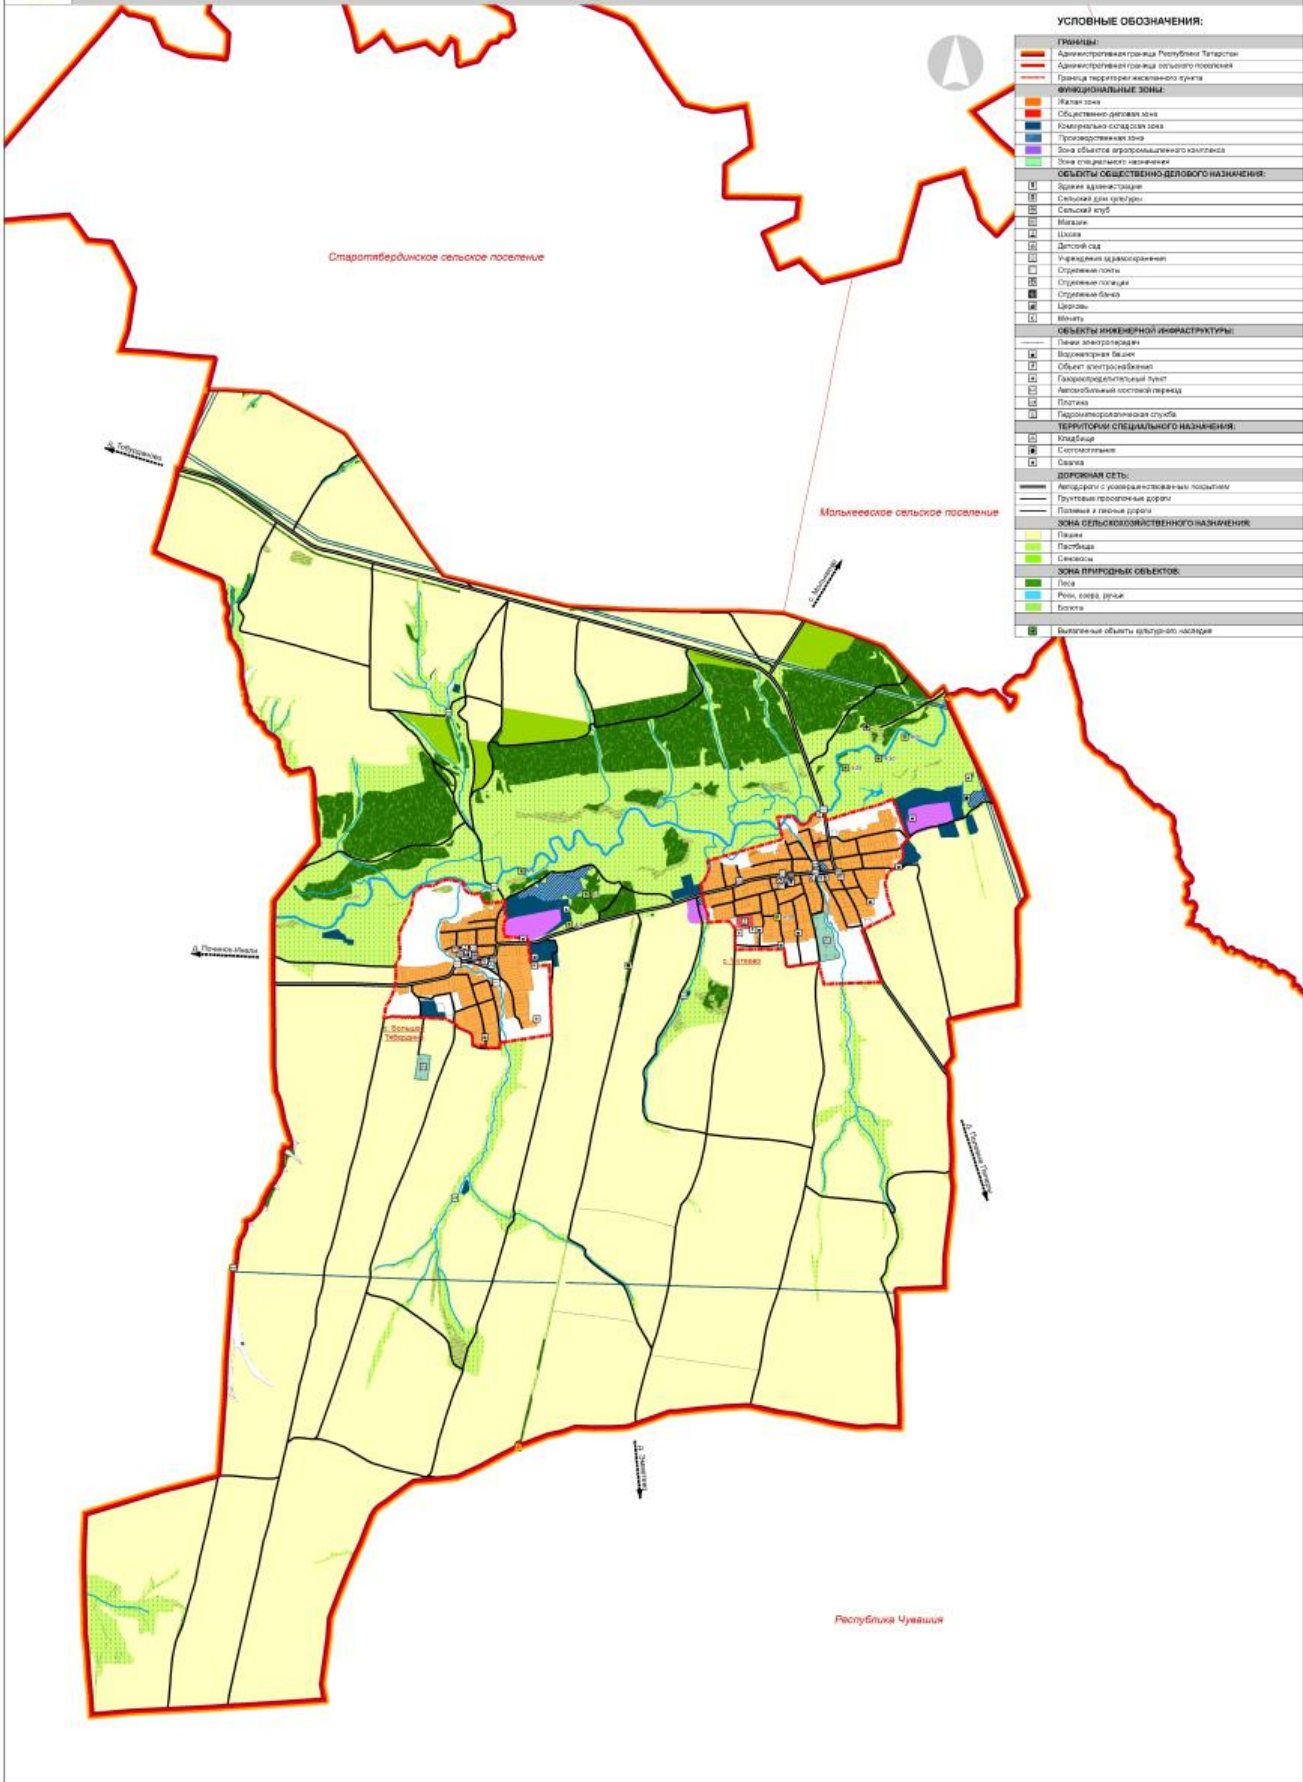 УСЛОВНЫЕ ОБОЗНАЧЕНИЯ:
ГРАНИЦЫ:
Административная граница Республики Татарстан
Административная граница сельского поселения
Граница территории населенного пункта
ФУНКЦИОНАЛЬНЫЕ ЗОНЫ:
Жилая зона
Общественно-деловая зона
Коммунально-складская зона
Производственная зона
Зона объектов агропромышленного комплекса
Зона специального назначения
ОБЪЕКТЫ ОБЩЕСТВЕННО-ДЕЛОВОГО НАЗНАЧЕНИЯ:
Здание администрации
Сельский дом культуры
Сельский клуб
Магазин
Школа
Детский сад
Учреждения здравоохранения
Отделение почты
Отделение полиции
Отделение банка
Церковь
Мечеть
ОБЪЕКТЫ ИНЖЕНЕРНОЙ ИНФРАСТРУКТУРЫ:
Линии электропередач
Водонапорная башня
Объект электроснабжения
Газораспределительный пункт
Автомобильный мостовой переход
Плотина
Гидрометеорологическая служба
ТЕРРИТОРИИ СПЕЦИАЛЬНОГО НАЗНАЧЕНИЯ:
Кладбище
Скотомогильник
Свалка
ДОРОЖНАЯ СЕТЬ:
Автодороги с усовершенствованным покрытием
Грунтовые проселочные дороги
Полевые и лесные дороги
ЗОНА СЕЛЬСКОХОЗЯЙСТВЕННОГО НАЗНАЧЕНИЯ:
Пашни
Пастбища
Сенокосы
ЗОНА ПРИРОДНЫХ ОБЪЕКТОВ:
Леса
Реки, озера, ручьи
Болота
Выявленные объекты культурного наследия
Старотябердинское сельское поселение
Молькеевское сельское поселение
с. Большое
Тябердино
Республика Чувашия